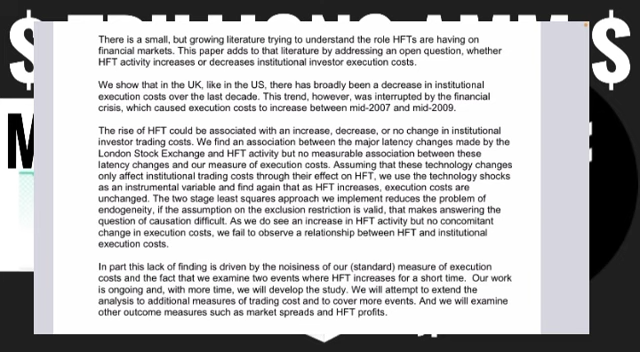 There is a small, but growing literature trying to understand the role HFTs are having on
financial markets. This paper adds to that literature by addressing an open question, whether
HFT activity increases or decreases institutional investor execution costs.
We show that in the UK, like in the US, there has broadly been a decrease in institutional
execution costs over the last decade. This trend, however, was interrupted by the financial
crisis, which caused execution costs to increase between mid-2007 and mid-2009.
The rise of HFT could be associated with an increase, decrease, or no change in institutional
investor trading costs. We find an association between the major latency changes made by the
London Stock Exchange and HFT activity but no measurable association between these
latency changes and our measure of execution costs. Assuming that these technology changes
only affect institutional trading costs through their effect on HFT, we use the technology shocks
as an instrumental variable and find again that as HFT increases, execution costs are
unchanged. The two stage least squares approach we implement reduces the problem of
endogeneity, if the assumption on the exclusion restriction is valid, that makes answering the
question of causation difficult. As we do see an increase in HFT activity but no concomitant
change in execution costs, we fail to observe a relationship between HFT and institutional
execution costs.
In part this lack of finding is driven by the noisiness of our (standard) measure of execution
costs and the fact that we examine two events where HFT increases for a short time. Our work
is ongoing and, with more time, we will develop the study. We will attempt to extend the
analysis to additional measures of trading cost and to cover more events. And we will examine
other outcome measures such as market spreads and HFT profits.